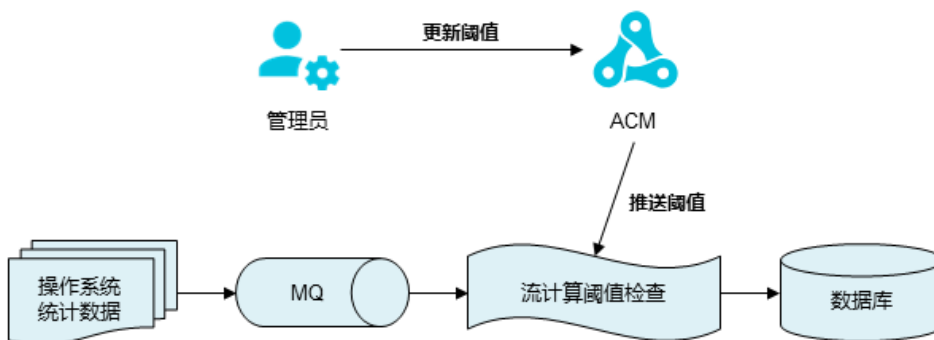 更新阈值
管理员
ACM
推送阈值
操作系统
统计数据
MQ
流计算阈值检查
数据库